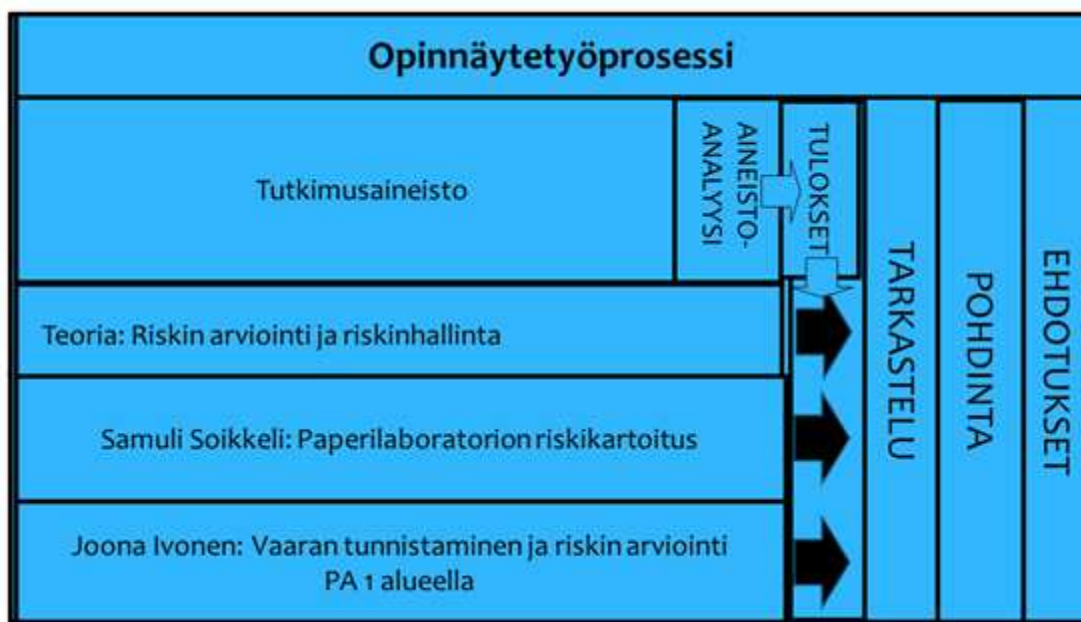 Opinnäytetyöprosessi
Tutkimusaineisto
AINEISTO-
ANALYYSI
TULOKSET
TARKASTELU
POHDINTA
EHDOTUKSET
Teoria: Riskin arviointi ja riskinhallinta
Samuli Soikkeli: Paperilaboratorion riskikartoitus
Joona Ivonen: Vaaran tunnistaminen ja riskin arviointi
PA 1 alueella